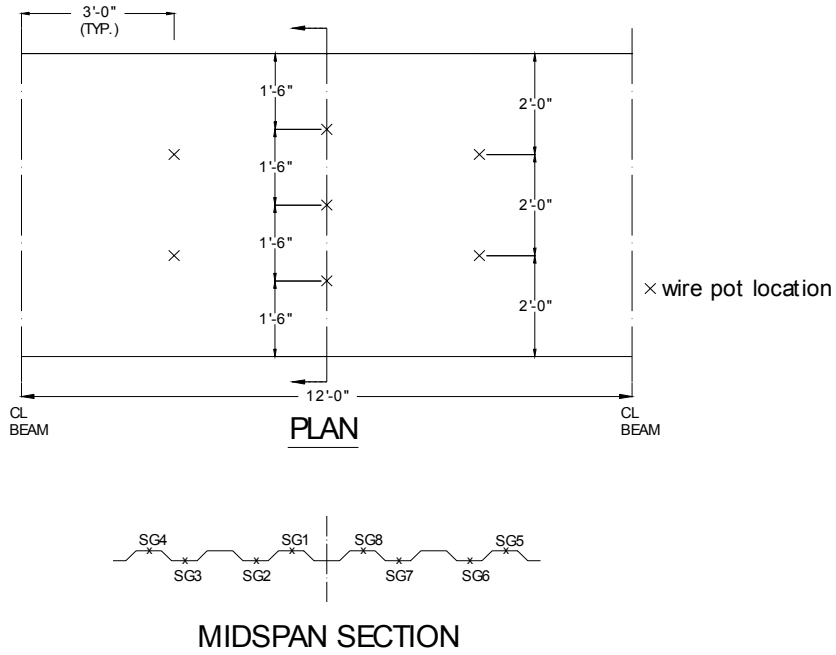 3'-0"
(TYP.)
1'-6"
2'-0"
1'-6"
2'-0"
1'-6"
2'-0"
1'-6"
× wire pot location
12'-0"
CL
BEAM
PLAN
CL
BEAM
SG4 SG1 SG8 SG5
SG3 SG2 SG7 SG6
MIDSPAN SECTION